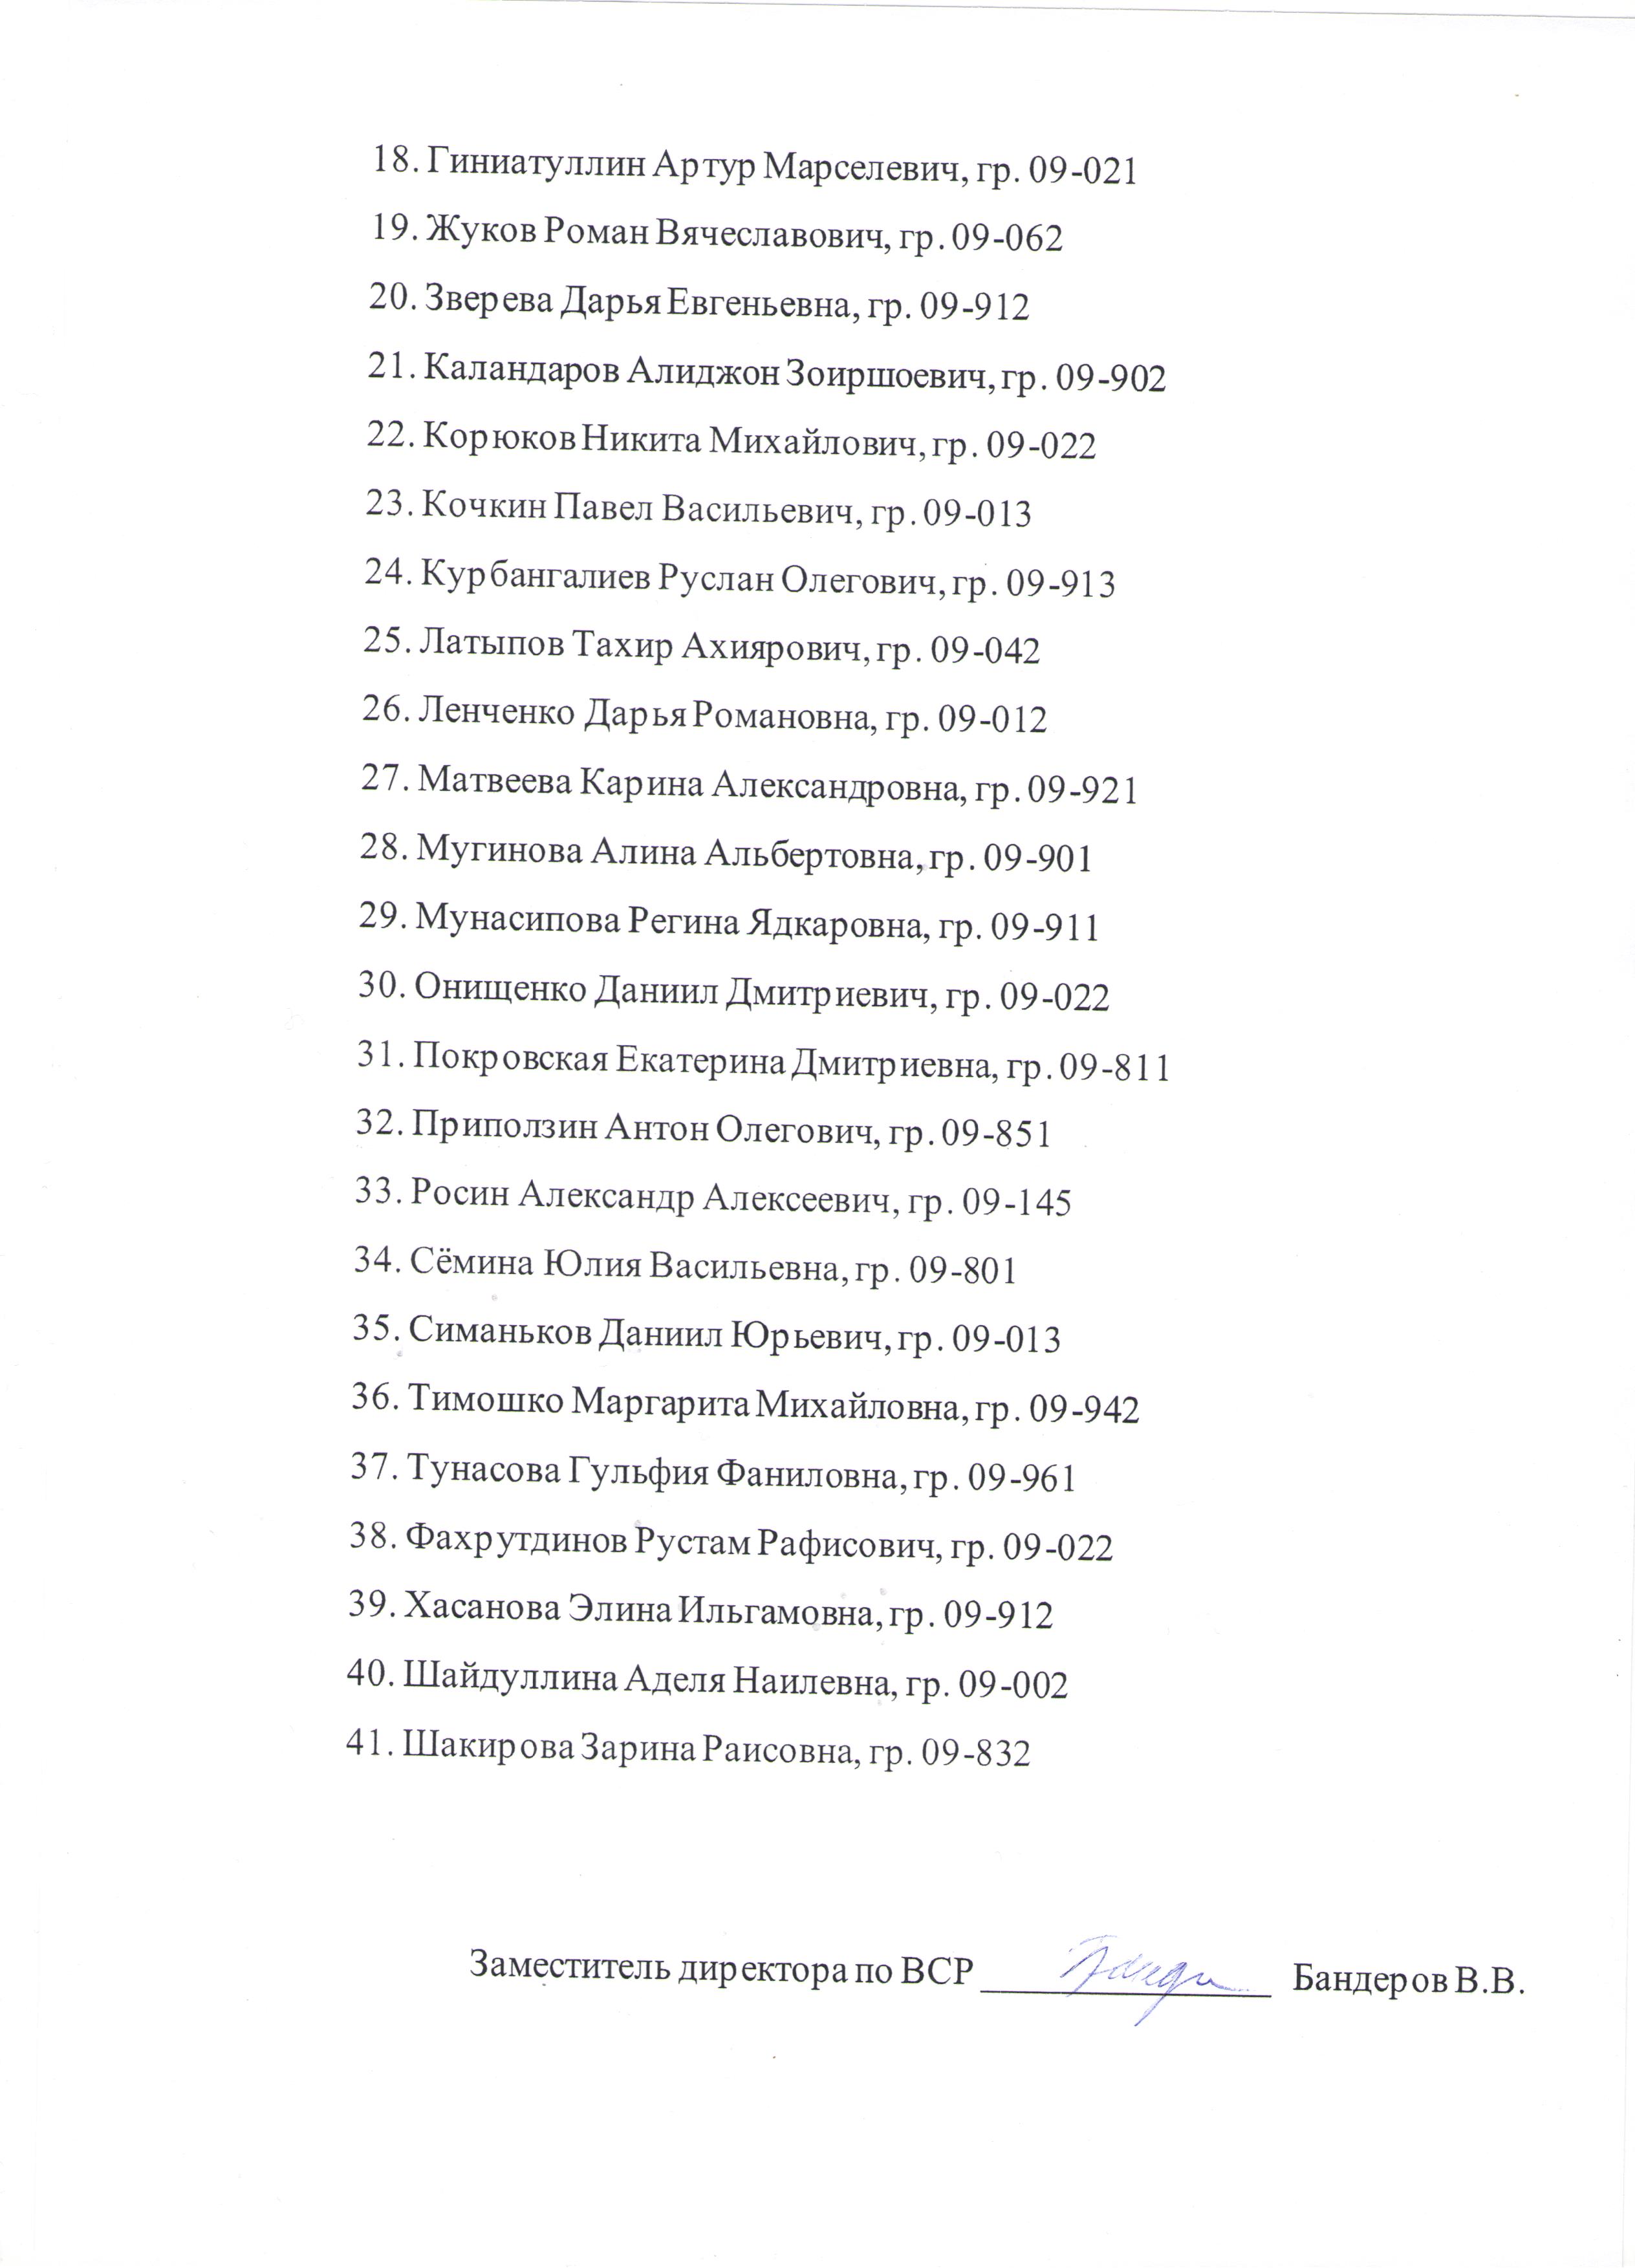 18. Гиниатуллин Артур Марселевич, гр. 09-021
19. Жуков Роман Вячеславович, гр. 09-062
20. Зверева Дарья Евгеньевна, гр. 09-912
21. Каландаров Алиджон Зоиршоевич, гр. 09-902
22. Корюков Никита Михайлович, гр. 09-022
23. Кочкин Павел Васильевич, гр. 09-013
24. Курбангалиев Руслан Олегович, гр. 09-913
25. Латыпов Тахир Ахиярович, гр. 09-042
26. Ленченко Дарья Романовна, гр. 09-012
27. Матвеева Карина Александровна, гр. 09-921
28. Мугинова Алина Альбертовна, гр. 09-901
29. Мунасипова Регина Ядкаровна, гр. 09-911
30. Онищенко Даниил Дмитриевич, гр. 09-022
31. Покровская Екатерина Дмитриевна, гр. 09-811
32. Приползин Антон Олегович, гр. 09-851
33. Росин Александр Алексеевич, гр. 09-145
34. Сёмина Юлия Васильевна, гр. 09-801
35. Симаньков Даниил Юрьевич, гр. 09-013
36. Тимошко Маргарита Михайловна, гр. 09-942
37. Тунасова Гульфия Фаниловна, гр. 09-961
38. Фахрутдинов Рустам Рафисович, гр. 09-022
39. Хасанова Элина Ильгамовна, гр. 09-912
40. Шайдуллина Аделя Наилевна, гр. 09-002
41. Шакирова Зарина Раисовна, гр. 09-832
Заместитель директора по ВСР Бандеров В.В.